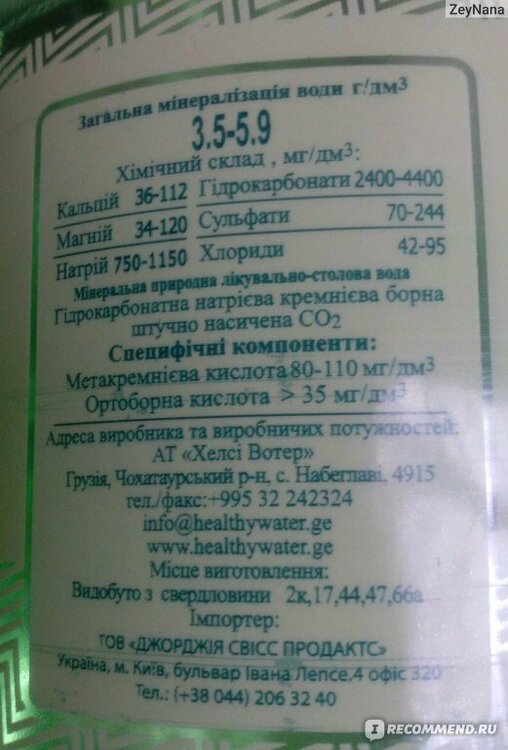 ZeyNana
Загальна мінералізація води г/дм³
3.5-5.9
Хімічний склад , мг/дм³:
Кальцій 36-112 Гідрокарбонати 2400-4400
Магній 34-120 Сульфати 70-244
Натрій 750-1150 Хлориди 42-95
Мінеральна природна лікувально-столова вода
Гідрокарбонатна натрієва кремнієва борна
штучно насичена CO2
Специфічні компоненти:
Метакремнієва кислота 80-110 мг/дм³
Ортоборна кислота > 35 мг/дм³
Адреса виробника та виробничих потужностей:
АТ «Хелсі Вотер»
Грузія, Чохатаурський р-н, с. Набеглаві, 4915
тел./факс:+995 32 242324
info@healthywater.ge
www.healthywater.ge
Місце виготовлення:
Видобуто з свердловини 2к,17,44,47,66а
Імпортер:
ТОВ «ДЖОРДЖІЯ СВІСС ПРОДАКТС»
Україна, м. Київ, бульвар Івана Лепсе.4 офіс 320
Тел.: (+38 044) 206 32 40
IRECOMMEND.RU